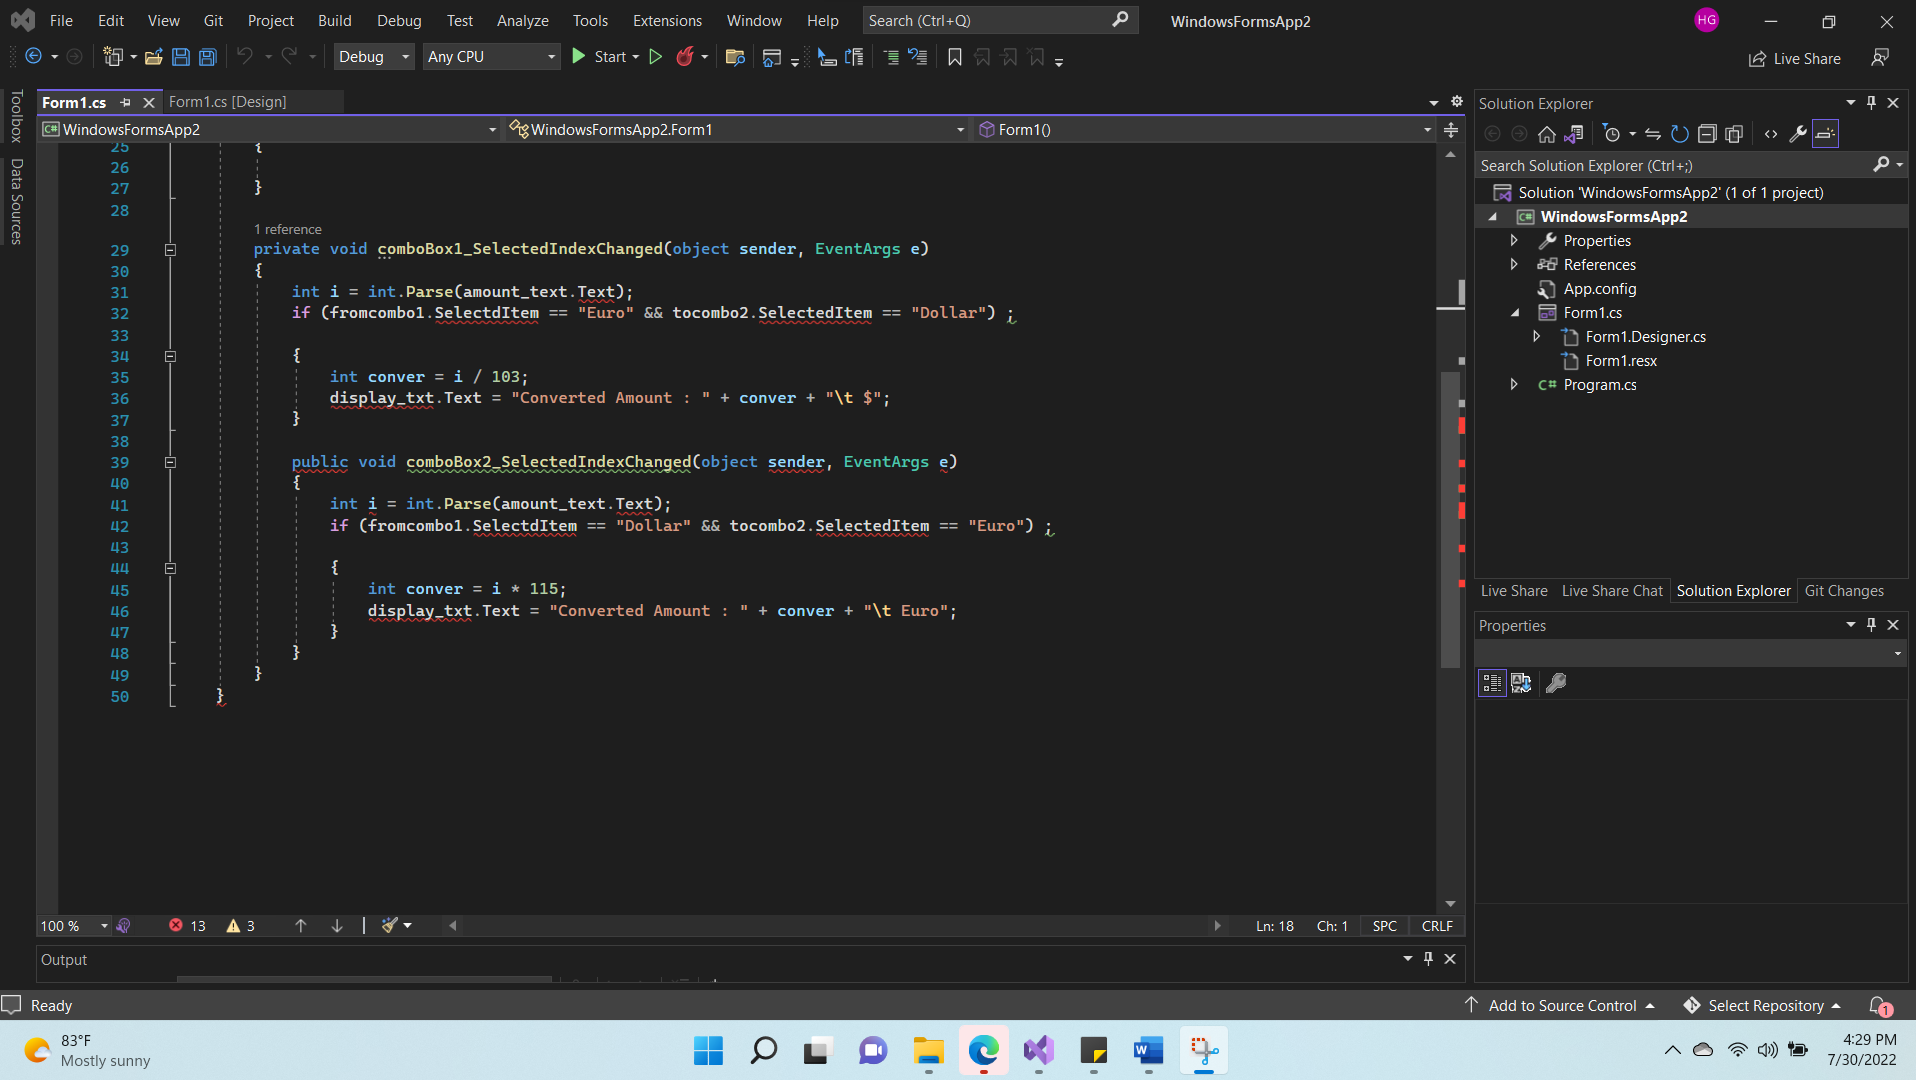 File Edit View Git Project Build Debug Test Analyze Tools Extensions Window Help Search (Ctrl+Q) WindowsFormsApp2 HG
Debug Any CPU Start Live Share
Toolbox
Data Sources
Form1.cs Form1.cs [Design]
C# WindowsFormsApp2 WindowsFormsApp2.Form1 Form1()
25 {
26
27 }
28
1 reference
29 private void comboBox1_SelectedIndexChanged(object sender, EventArgs e)
30 {
31 int i = int.Parse(amount_text.Text);
32 if (fromcombo1.SelectdItem == "Euro" && tocombo2.SelectedItem == "Dollar") ;
33
34 {
35 int conver = i / 103;
36 display_txt.Text = "Converted Amount : " + conver + "\t $";
37 }
38
39 public void comboBox2_SelectedIndexChanged(object sender, EventArgs e)
40 {
41 int i = int.Parse(amount_text.Text);
42 if (fromcombo1.SelectdItem == "Dollar" && tocombo2.SelectedItem == "Euro") ;
43
44 {
45 int conver = i * 115;
46 display_txt.Text = "Converted Amount : " + conver + "\t Euro";
47 }
48 }
49 }
50 }
100 % 13 3 Ln: 18 Ch: 1 SPC CRLF
Output
Solution Explorer
Search Solution Explorer (Ctrl+;)
Solution 'WindowsFormsApp2' (1 of 1 project)
C# WindowsFormsApp2
Properties
References
App.config
Form1.cs
Form1.Designer.cs
Form1.resx
C# Program.cs
Live Share Live Share Chat Solution Explorer Git Changes
Properties
Ready Add to Source Control Select Repository 1
83°F
Mostly sunny
4:29 PM
7/30/2022